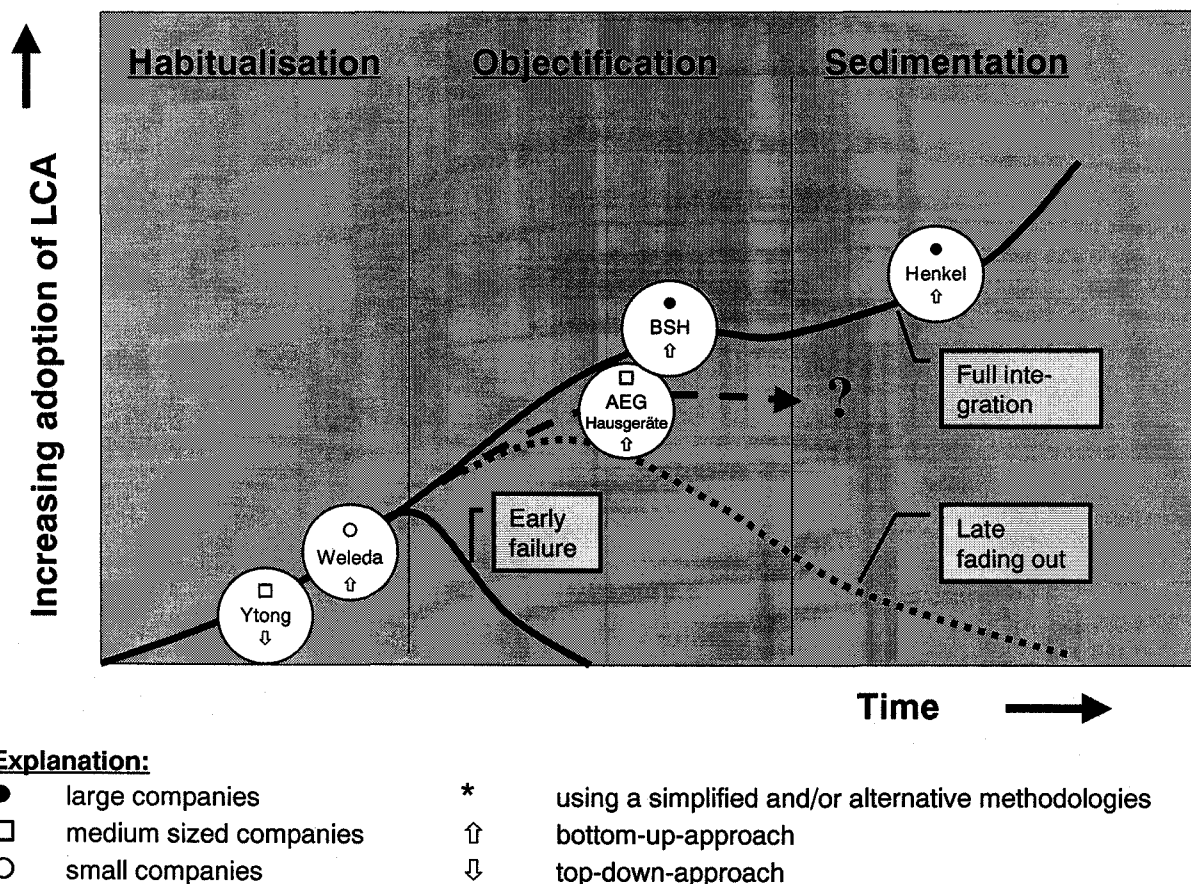 Habitualisation
Objectification
Sedimentation
Increasing adoption of LCA
Henkel
⇧
BSH
⇧
Full inte-
gration
?
AEG
Hausgeräte
⇧
Early
failure
Late
fading out
Weleda
⇧
Ytong
⇩
Time
Explanation:
● large companies
□ medium sized companies
○ small companies
* using a simplified and/or alternative methodologies
⇧ bottom-up-approach
⇩ top-down-approach